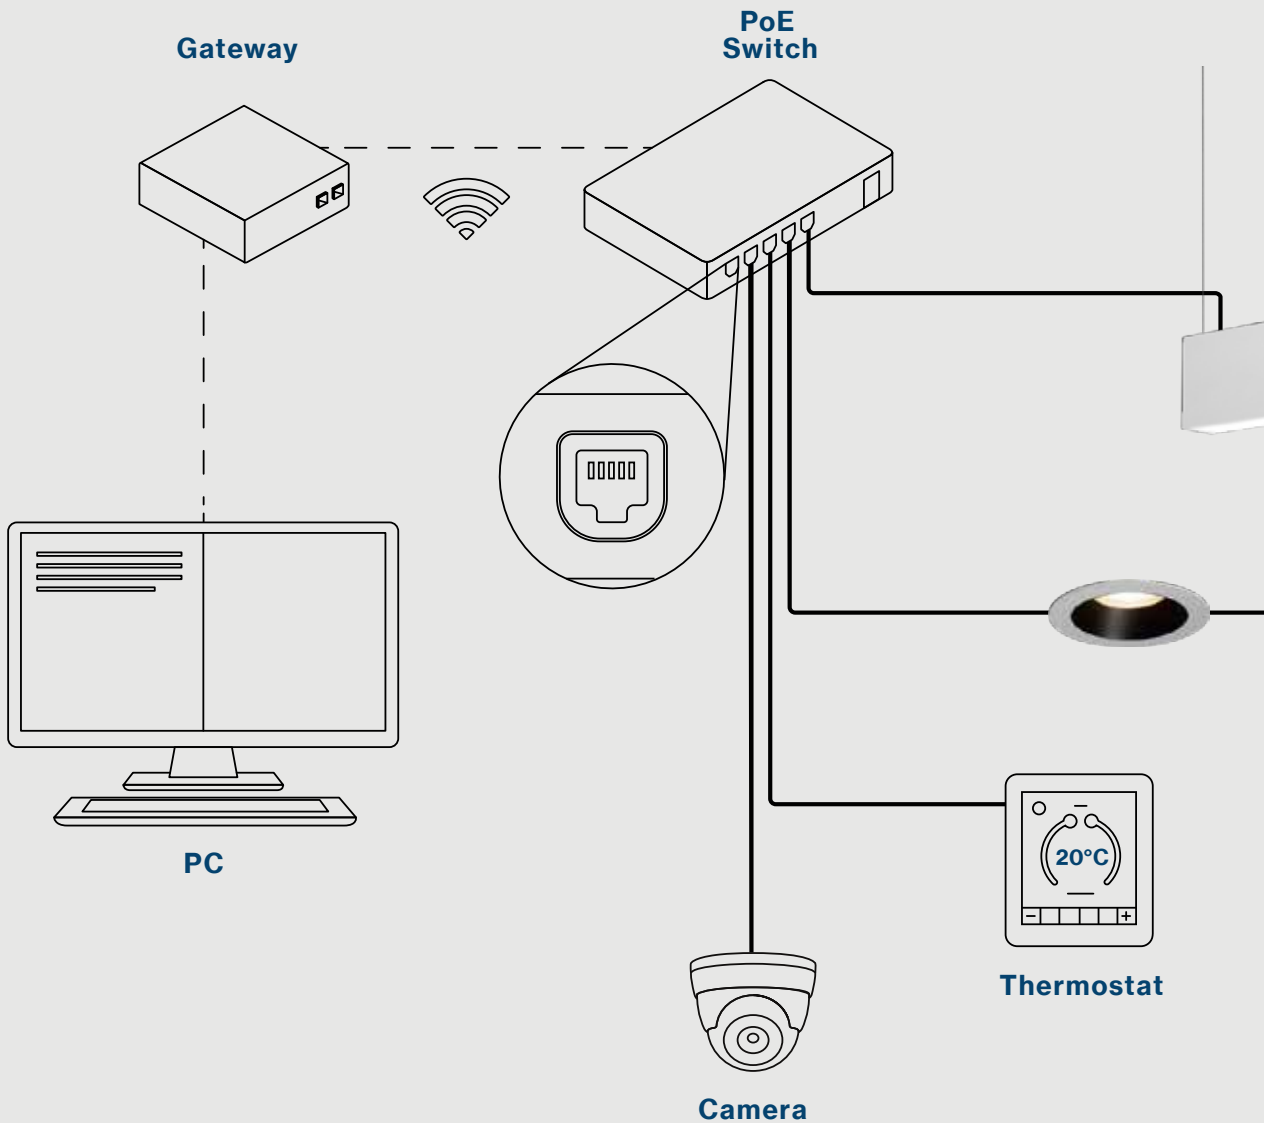 PoE
Switch
Gateway
PC
20°C
− +
Thermostat
Camera